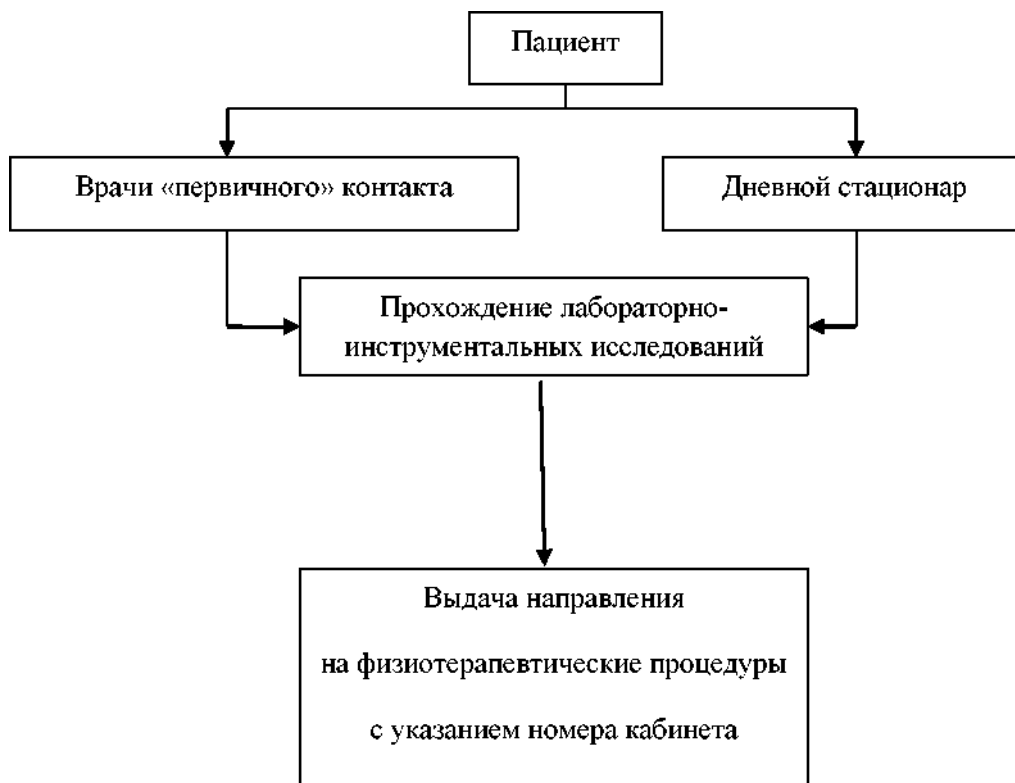 Пациент
Врачи «первичного» контакта
Дневной стационар
Прохождение лабораторно-
инструментальных исследований
Выдача направления
на физиотерапевтические процедуры
с указанием номера кабинета